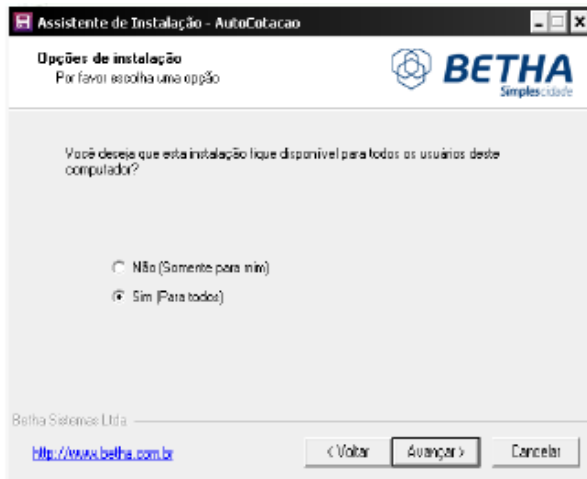 Assistente de Instalação - AutoCotacao
Opções de instalação
Por favor escolha uma opção
BETHA
Simplescidade
Você deseja que esta instalação fique disponível para todos os usuários deste
computador?
Não (Somente para mim)
Sim (Para todos)
Betha Sistemas Ltda
http://www.betha.com.br
< Voltar
Avançar >
Cancelar